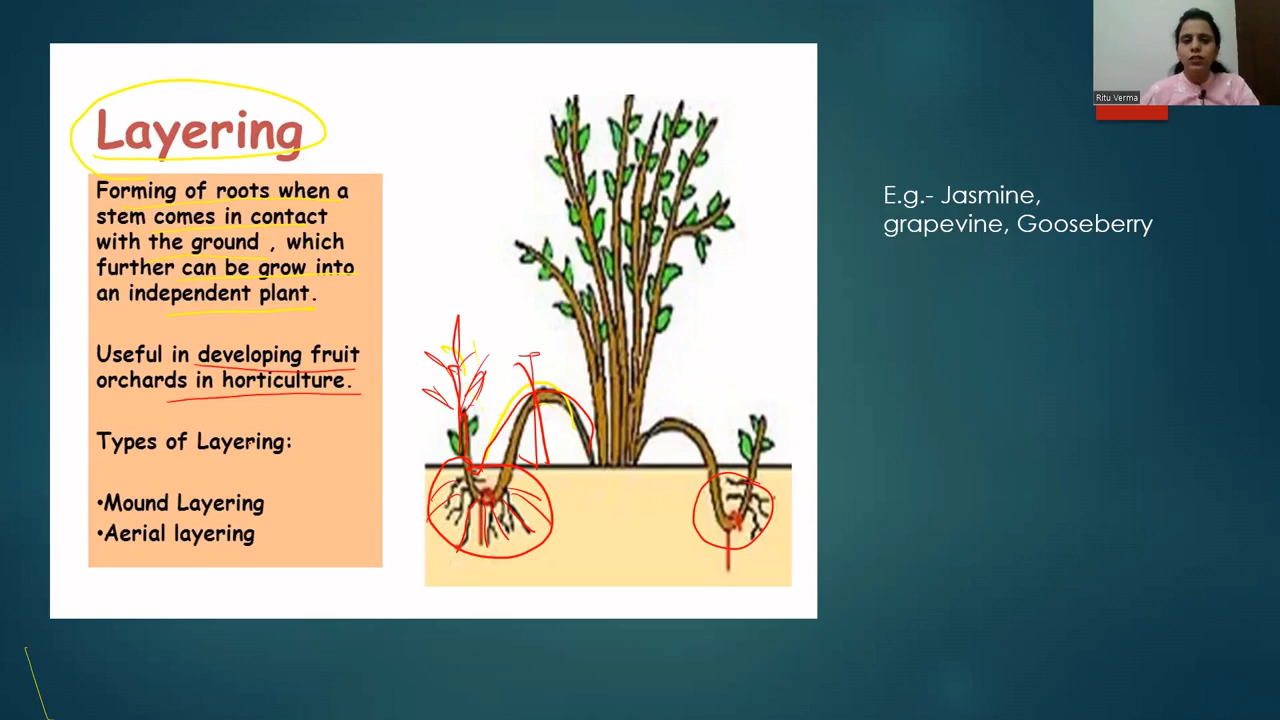 Layering
Forming of roots when a
stem comes in contact
with the ground , which
further can be grow into
an independent plant.
Useful in developing fruit
orchards in horticulture.
Types of Layering:
•Mound Layering
•Aerial layering
E.g.- Jasmine,
grapevine, Gooseberry
Ritu Verma